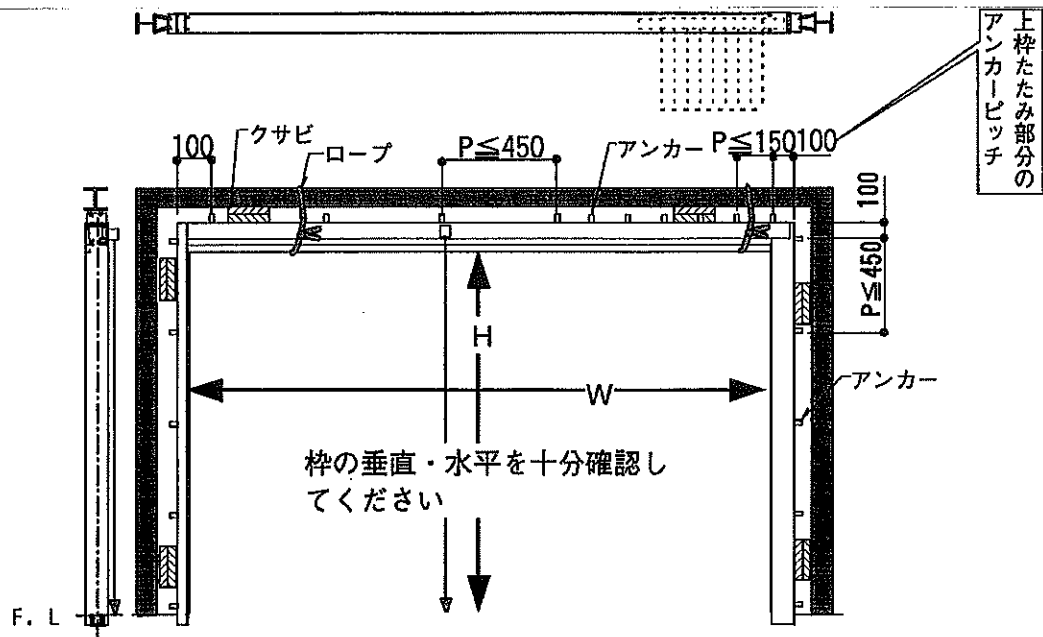 上枠たたみ部分の
アンカーピッチ
100
クサビ
ロープ
P≦450
アンカー
P≦150
100
100
P≦450
H
W
アンカー
枠の垂直・水平を十分確認し
てください
F. L